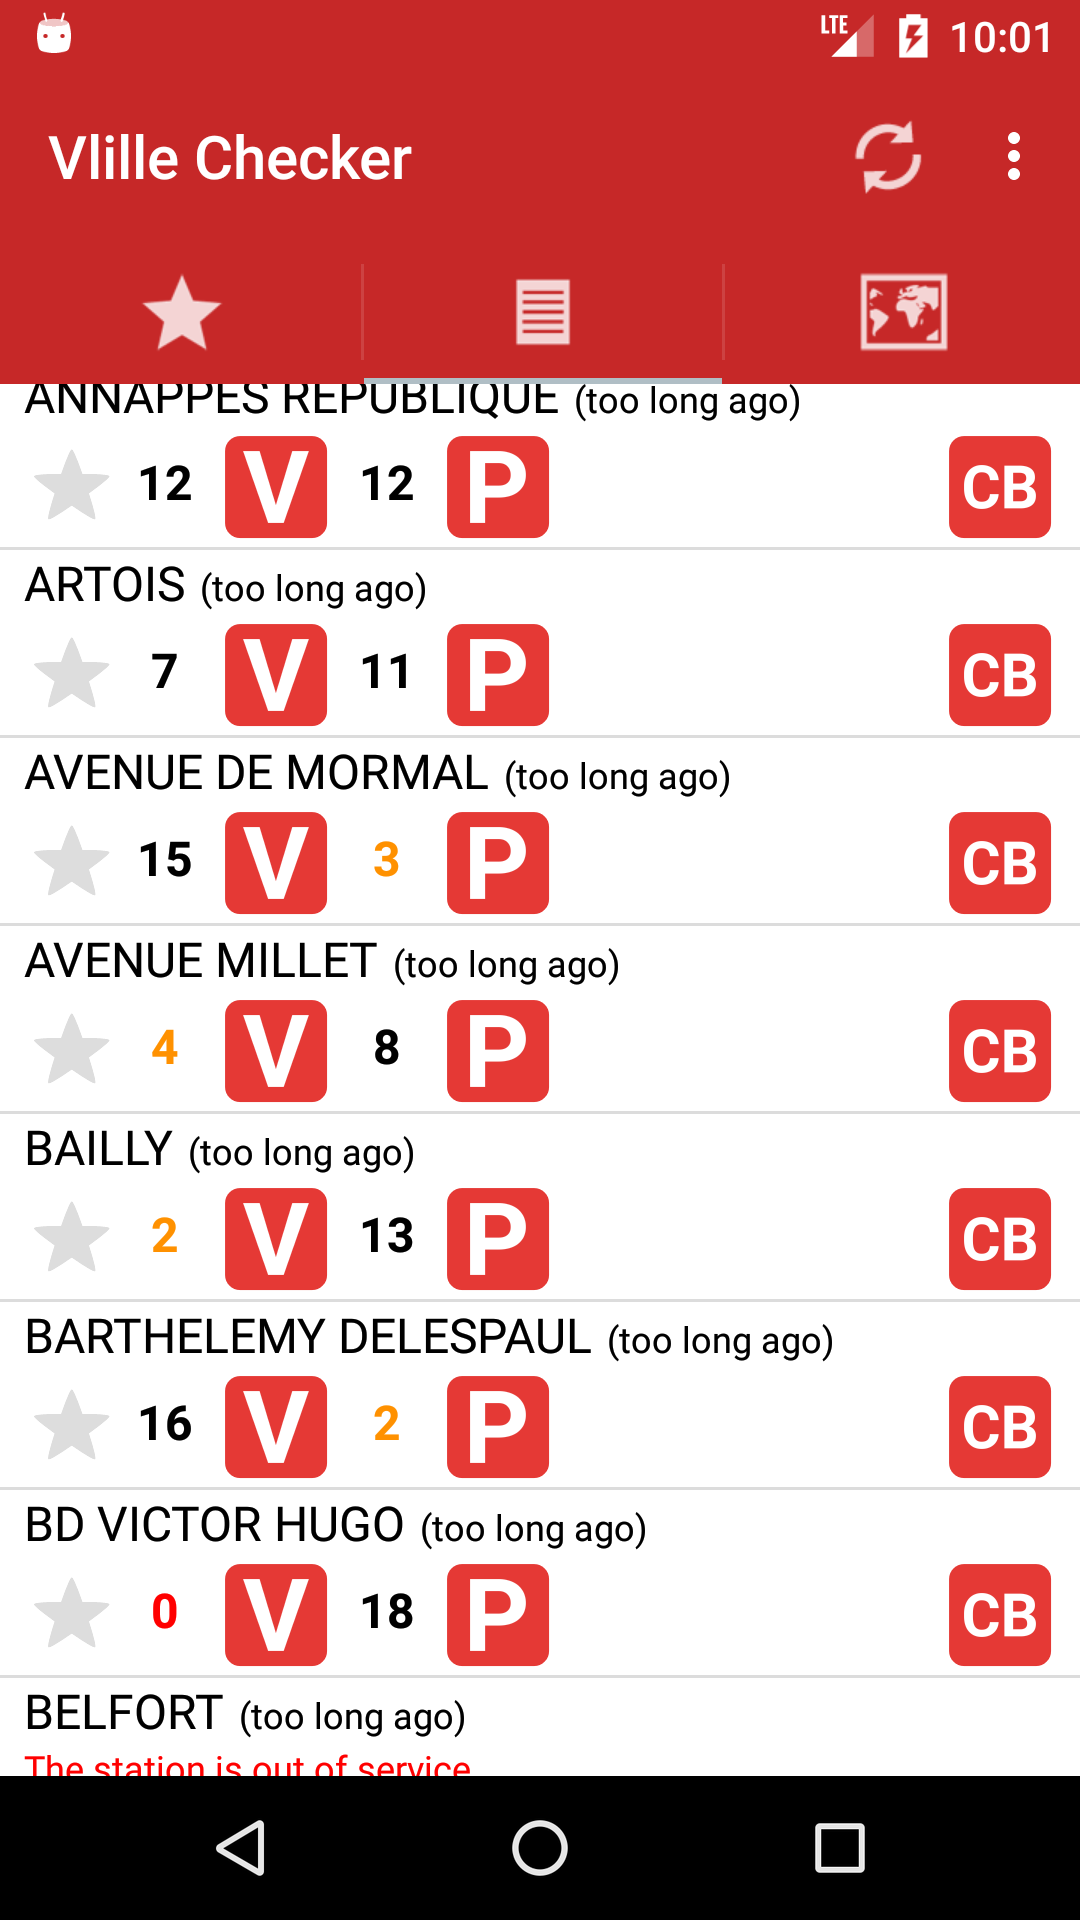 LTE 10:01
Vlille Checker
ANNAPPES REPUBLIQUE (too long ago)
12 V 12 P CB
ARTOIS (too long ago)
7 V 11 P CB
AVENUE DE MORMAL (too long ago)
15 V 3 P CB
AVENUE MILLET (too long ago)
4 V 8 P CB
BAILLY (too long ago)
2 V 13 P CB
BARTHELEMY DELESPAUL (too long ago)
16 V 2 P CB
BD VICTOR HUGO (too long ago)
0 V 18 P CB
BELFORT (too long ago)
The station is out of service